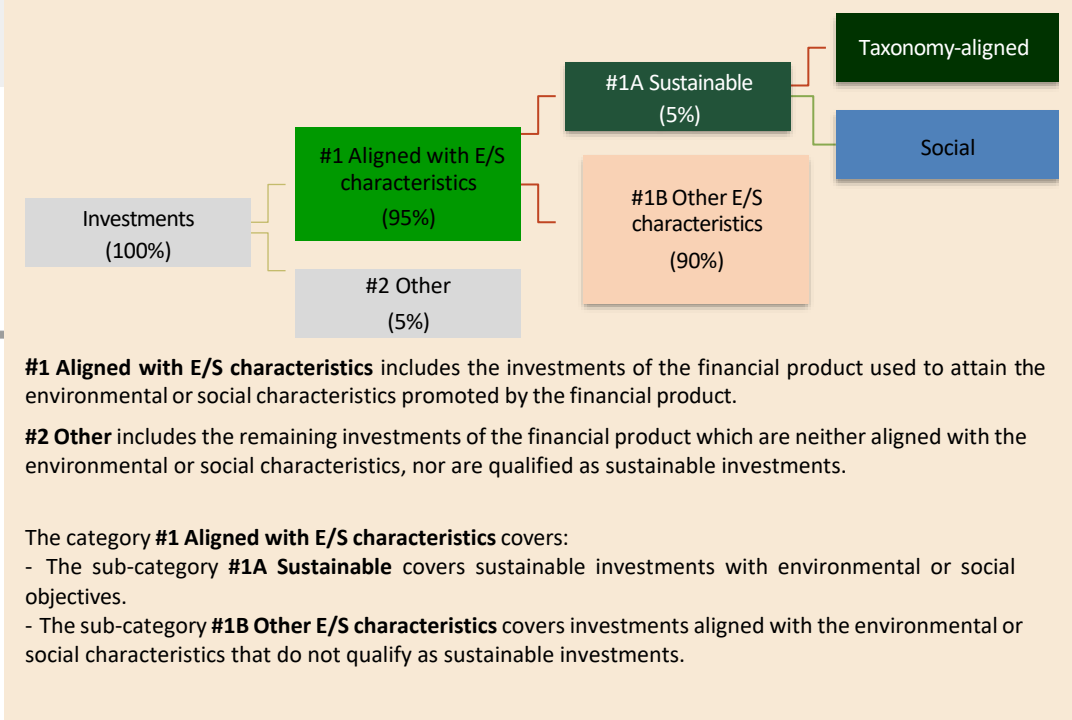 Taxonomy-aligned
#1A Sustainable
(5%)
Social
#1 Aligned with E/S
characteristics
(95%)
#1B Other E/S
characteristics
(90%)
Investments
(100%)
#2 Other
(5%)
#1 Aligned with E/S characteristics includes the investments of the financial product used to attain the
environmental or social characteristics promoted by the financial product.
#2 Other includes the remaining investments of the financial product which are neither aligned with the
environmental or social characteristics, nor are qualified as sustainable investments.
The category #1 Aligned with E/S characteristics covers:
- The sub-category #1A Sustainable covers sustainable investments with environmental or social
objectives.
- The sub-category #1B Other E/S characteristics covers investments aligned with the environmental or
social characteristics that do not qualify as sustainable investments.